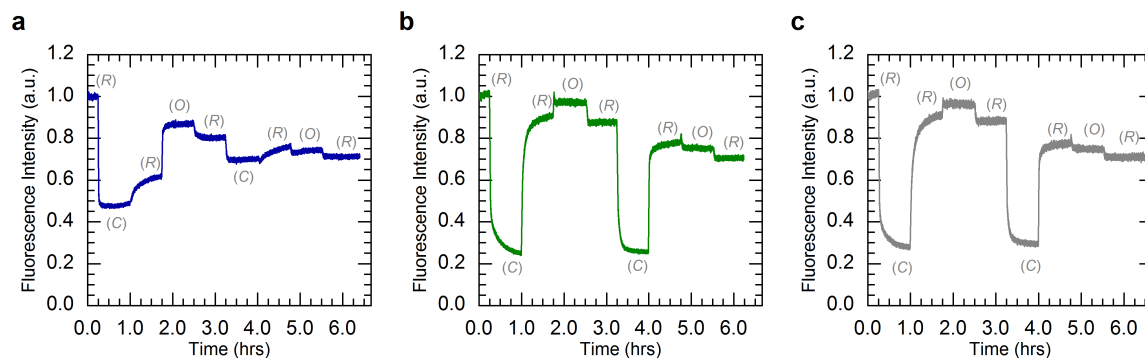 a
1.2
1.0
0.8
0.6
0.4
0.2
0.0
Fluorescence Intensity (a.u.)
(R)
(C)
(R)
(O)
(R)
(C)
(R)
(O)
(R)
0.0 1.0 2.0 3.0 4.0 5.0 6.0
Time (hrs)
b
1.2
1.0
0.8
0.6
0.4
0.2
0.0
Fluorescence Intensity (a.u.)
(R)
(C)
(R)
(O)
(R)
(C)
(R)
(O)
(R)
0.0 1.0 2.0 3.0 4.0 5.0 6.0
Time (hrs)
c
1.2
1.0
0.8
0.6
0.4
0.2
0.0
Fluorescence Intensity (a.u.)
(R)
(C)
(R)
(O)
(R)
(C)
(R)
(O)
(R)
0.0 1.0 2.0 3.0 4.0 5.0 6.0
Time (hrs)